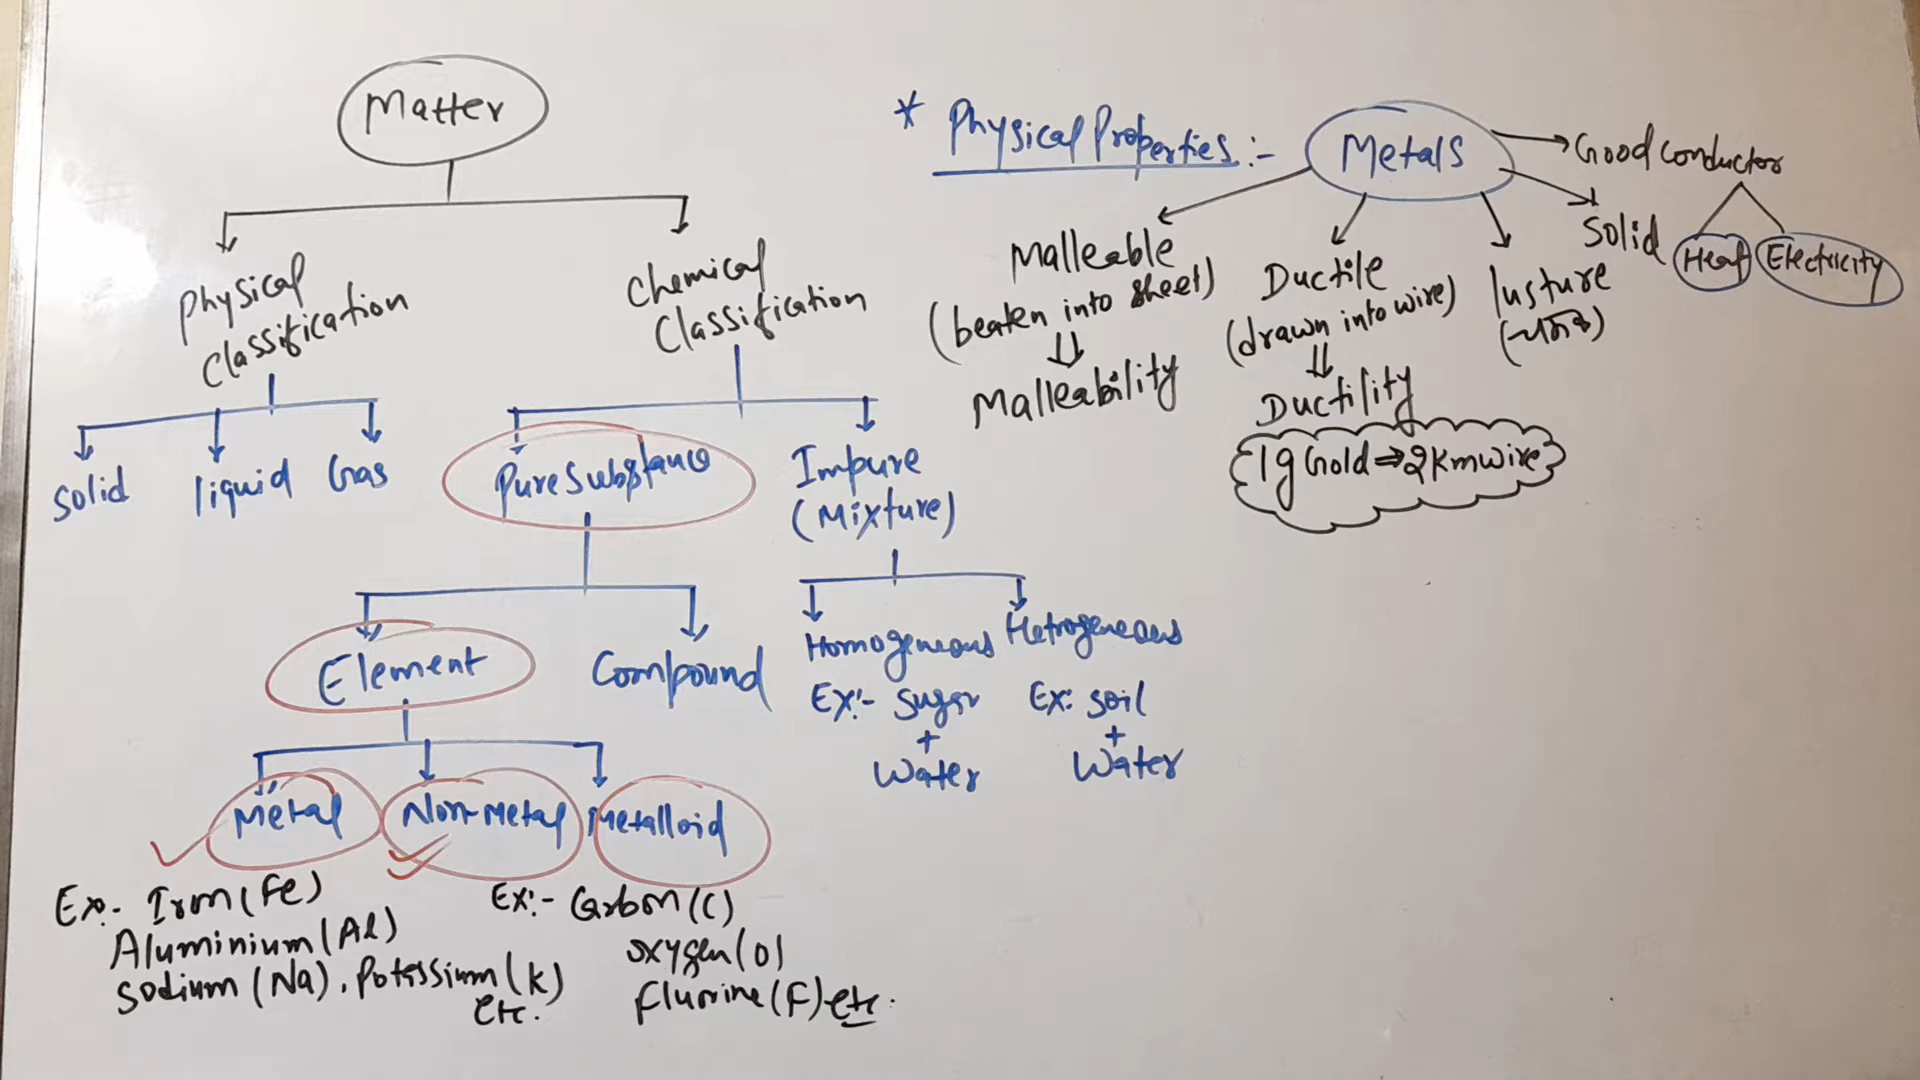 Matter
Physical
Classification
Chemical
Classification
Solid
liquid
Gas
Pure Substance
Impure
(Mixture)
Element
Compound
Homogeneous
Hetrogeneous
Ex:- Sugar
+
Water
Ex: Soil
+
Water
Metal
Non-Metal
Metalloid
Ex:- Iron (Fe)
Aluminium (Al)
Sodium (Na), Potassium (K)
etc.
Ex:- Carbon (C)
oxygen (O)
Flurine (F) etc.
* Physical Properties :-
Metals
Good conductor
Heat
Electricity
Solid
Malleable
(beaten into sheet)
⇓
Malleability
Ductile
(drawn into wire)
⇓
Ductility
1g Gold ⇒ 2km wire
lusture
(चमक)